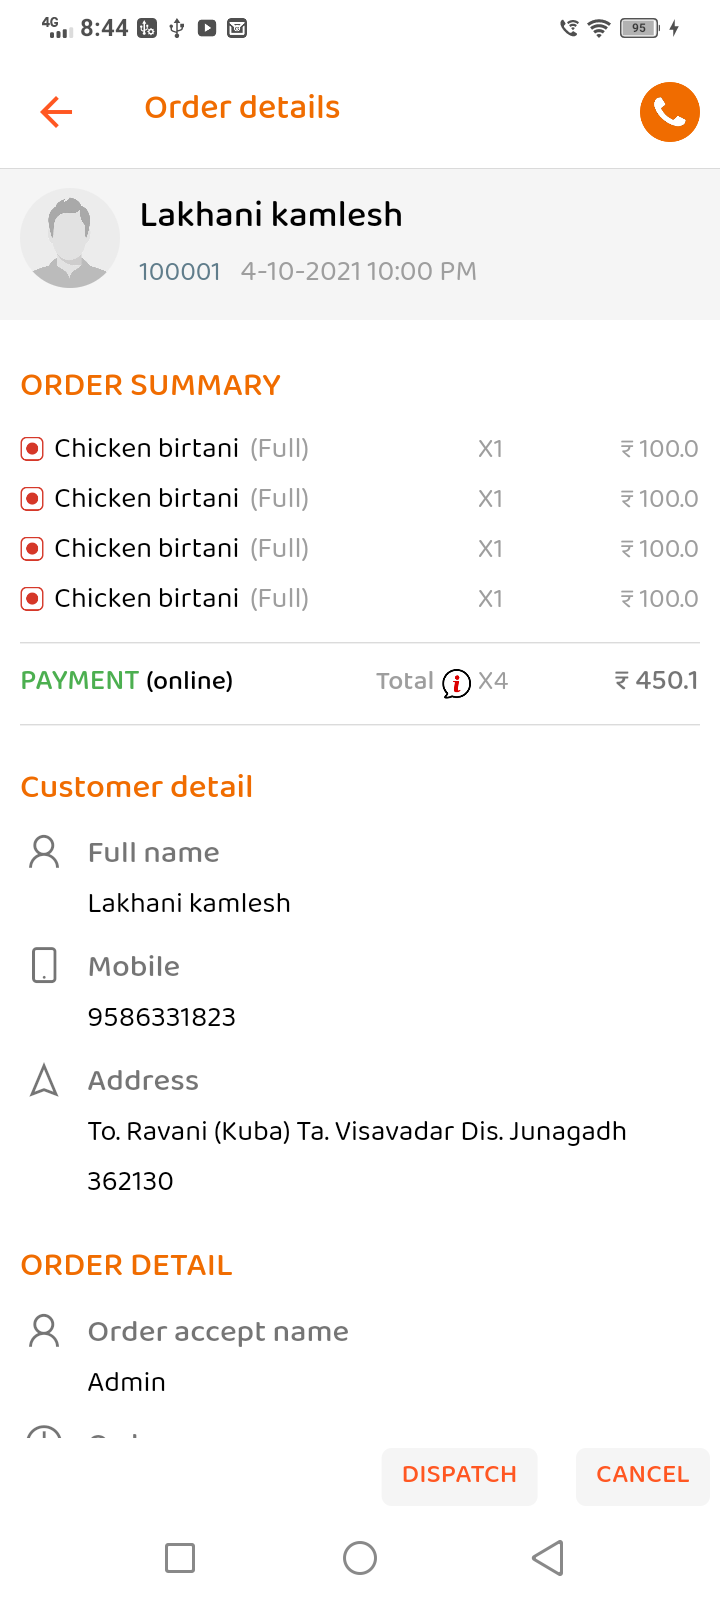 4G 8:44 95
Order details
Lakhani kamlesh
100001 4-10-2021 10:00 PM
ORDER SUMMARY
Chicken birtani (Full) X1 ₹ 100.0
Chicken birtani (Full) X1 ₹ 100.0
Chicken birtani (Full) X1 ₹ 100.0
Chicken birtani (Full) X1 ₹ 100.0
PAYMENT (online) Total i X4 ₹ 450.1
Customer detail
Full name
Lakhani kamlesh
Mobile
9586331823
Address
To. Ravani (Kuba) Ta. Visavadar Dis. Junagadh
362130
ORDER DETAIL
Order accept name
Admin
DISPATCH CANCEL